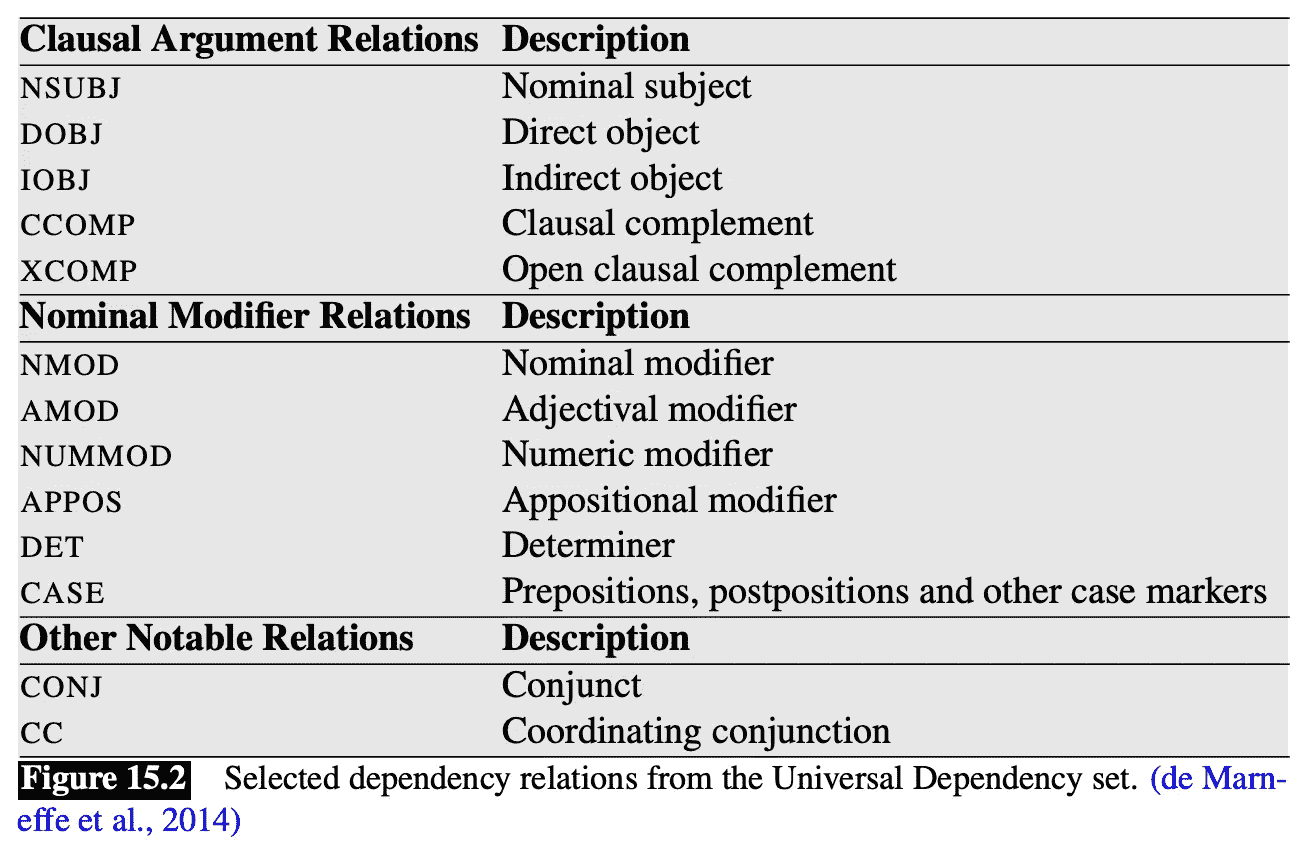 Clausal Argument Relations Description
NSUBJ Nominal subject
DOBJ Direct object
IOBJ Indirect object
CCOMP Clausal complement
XCOMP Open clausal complement
Nominal Modifier Relations Description
NMOD Nominal modifier
AMOD Adjectival modifier
NUMMOD Numeric modifier
APPOS Appositional modifier
DET Determiner
CASE Prepositions, postpositions and other case markers
Other Notable Relations Description
CONJ Conjunct
CC Coordinating conjunction
Figure 15.2 Selected dependency relations from the Universal Dependency set. (de Marn-
effe et al., 2014)